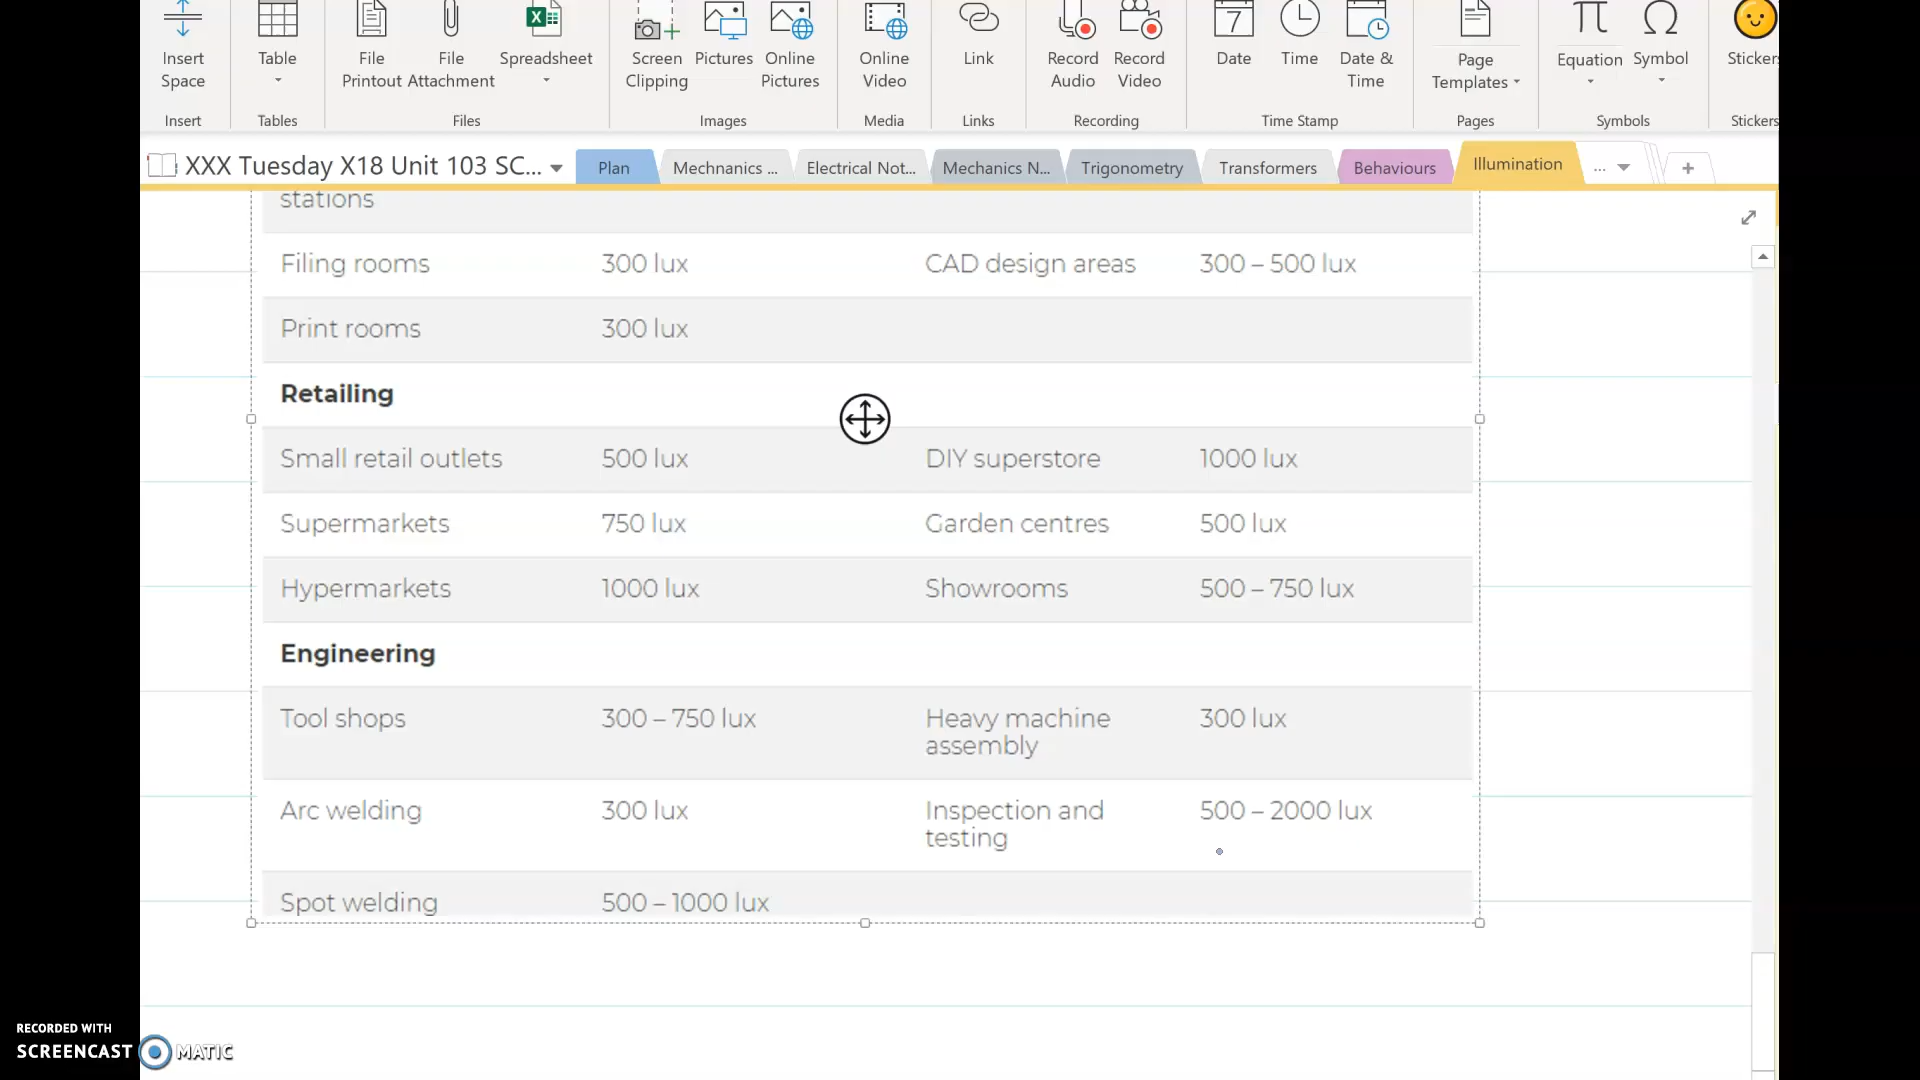 Insert Space
Table
File Printout
File Attachment
Spreadsheet
Screen Clipping
Pictures
Online Pictures
Online Video
Link
Record Audio
Record Video
Date
Time
Date & Time
Page Templates
Equation
Symbol
Stickers
Insert
Tables
Files
Images
Media
Links
Recording
Time Stamp
Pages
Symbols
Stickers
XXX Tuesday X18 Unit 103 SC...
Plan
Mechnanics ...
Electrical Not...
Mechanics N...
Trigonometry
Transformers
Behaviours
Illumination
...
stations
Filing rooms 300 lux CAD design areas 300 – 500 lux
Print rooms 300 lux
Retailing
Small retail outlets 500 lux DIY superstore 1000 lux
Supermarkets 750 lux Garden centres 500 lux
Hypermarkets 1000 lux Showrooms 500 – 750 lux
Engineering
Tool shops 300 – 750 lux Heavy machine assembly 300 lux
Arc welding 300 lux Inspection and testing 500 – 2000 lux
Spot welding 500 – 1000 lux
RECORDED WITH
SCREENCAST MATIC